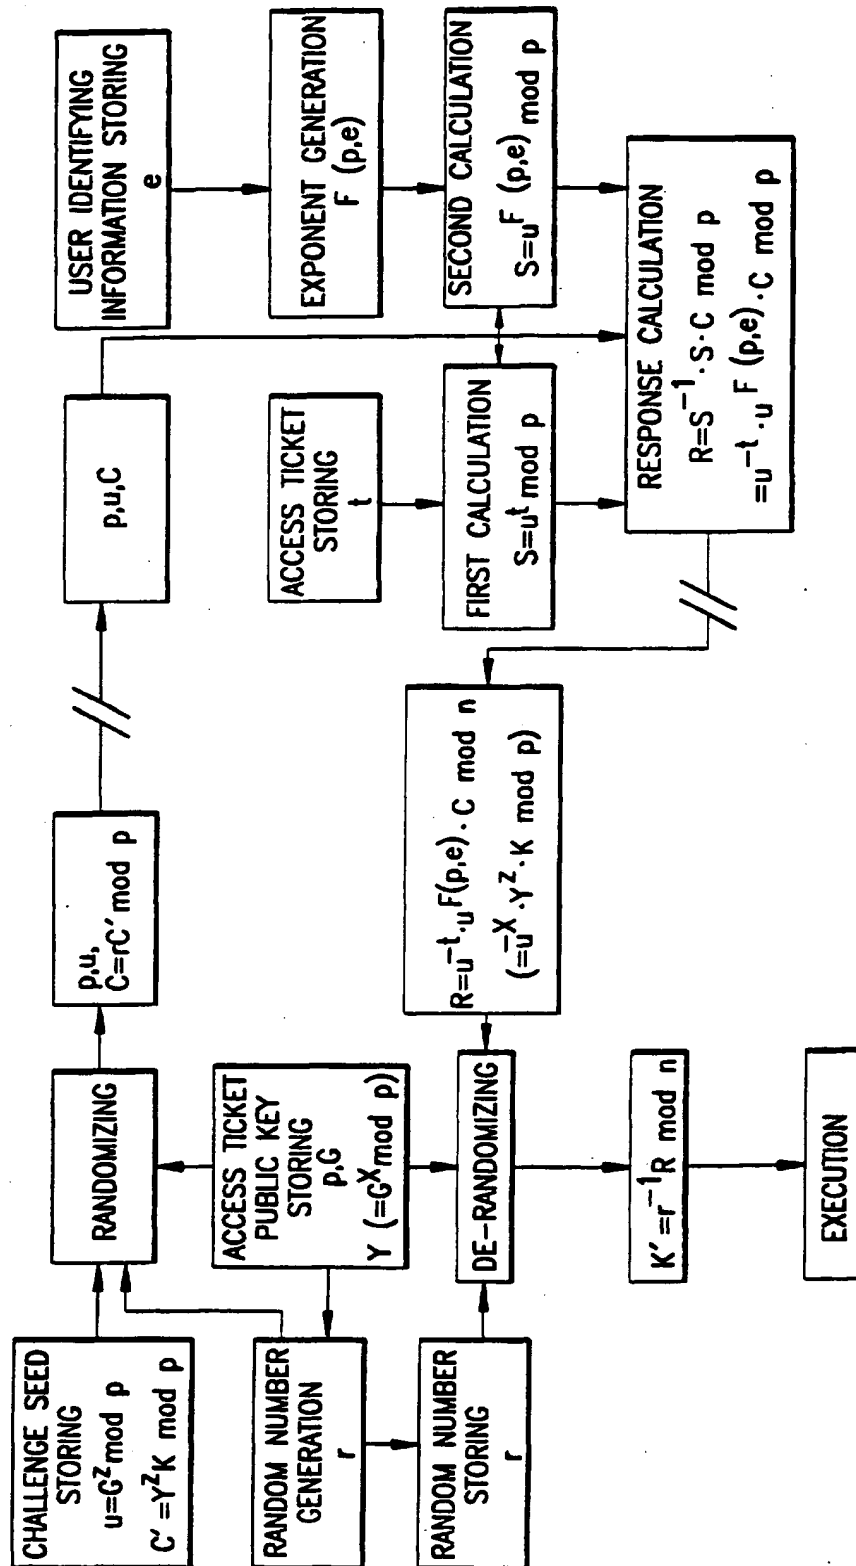 CHALLENGE SEED
STORING
u=G^z mod p
C′=Y^zK mod p
RANDOMIZING
p,u,
C=rC′ mod p
p,u,C
USER IDENTIFYING
INFORMATION STORING
e
RANDOM NUMBER
GENERATION
r
ACCESS TICKET
PUBLIC KEY
STORING
p,G
Y (=G^X mod p)
ACCESS TICKET
STORING
t
EXPONENT GENERATION
F (p,e)
RANDOM NUMBER
STORING
r
DE-RANDOMIZING
R=u^-t·u^F(p,e)·C mod n
(=u^-X·Y^z·K mod p)
FIRST CALCULATION
S=u^t mod p
SECOND CALCULATION
S=u^F (p,e) mod p
K′=r^-1R mod n
RESPONSE CALCULATION
R=S^-1·S·C mod p
=u^-t·u^F (p,e)·C mod p
EXECUTION